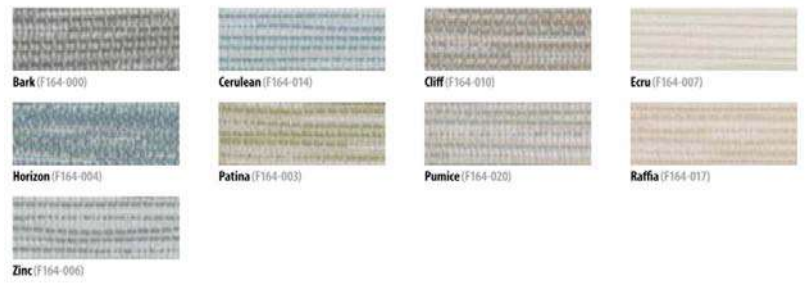 Bark (F164-000)
Cerulean (F164-014)
Cliff (F164-010)
Ecru (F164-007)
Horizon (F164-004)
Patina (F164-003)
Pumice (F164-020)
Raffia (F164-017)
Zinc (F164-006)